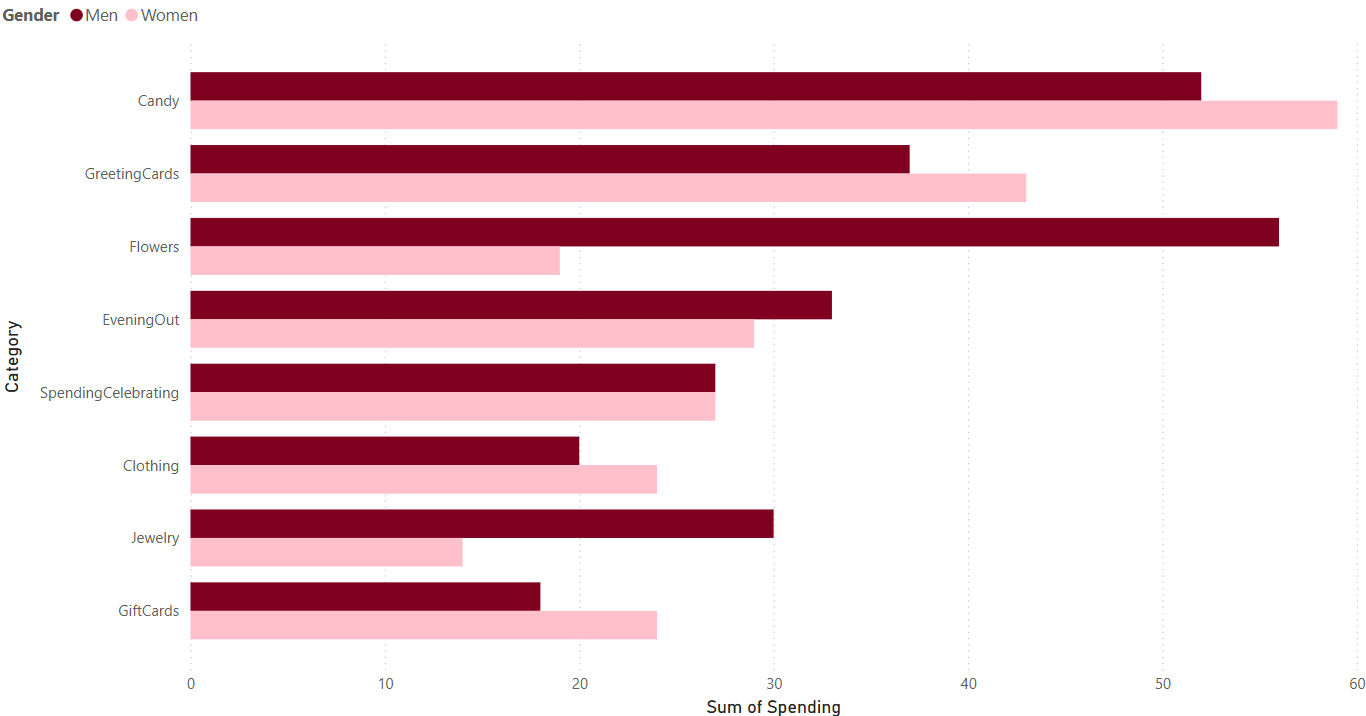 Gender Men Women
Candy
GreetingCards
Flowers
EveningOut
SpendingCelebrating
Clothing
Jewelry
GiftCards
Category
0 10 20 30 40 50 60
Sum of Spending